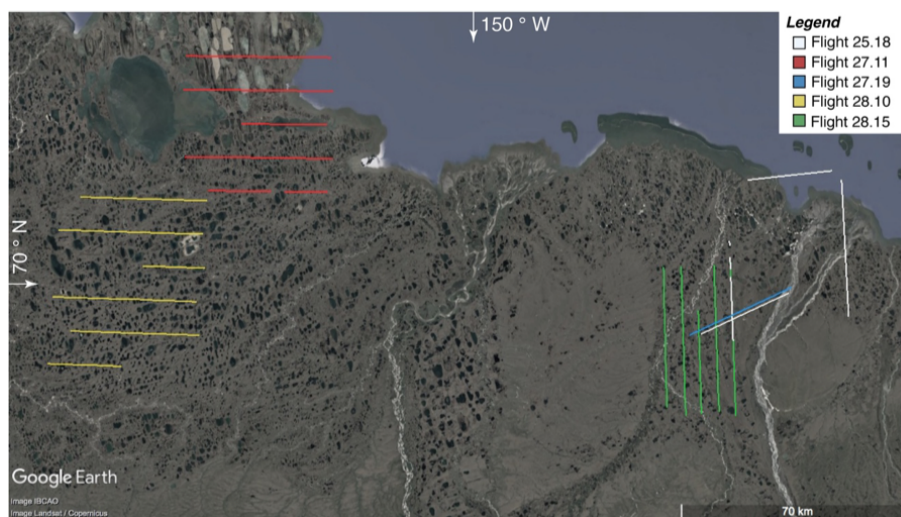 150 ° W
Legend
Flight 25.18
Flight 27.11
Flight 27.19
Flight 28.10
Flight 28.15
70 ° N
Google Earth
Image IBCAO
Image Landsat / Copernicus
70 km